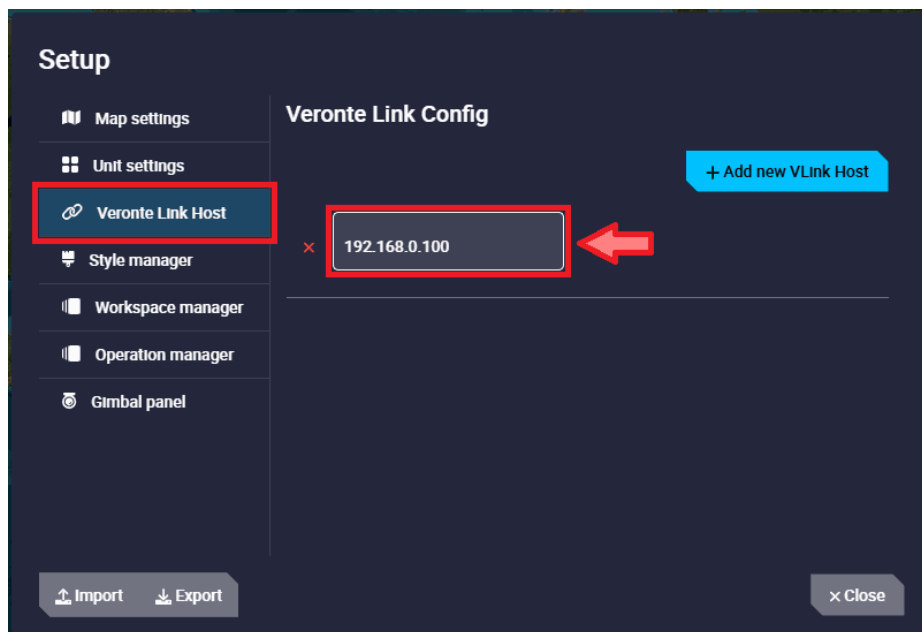 Setup
Map settings
Unit settings
Veronte Link Host
Style manager
Workspace manager
Operation manager
Gimbal panel
Veronte Link Config
+ Add new VLink Host
× 192.168.0.100
Import
Export
× Close